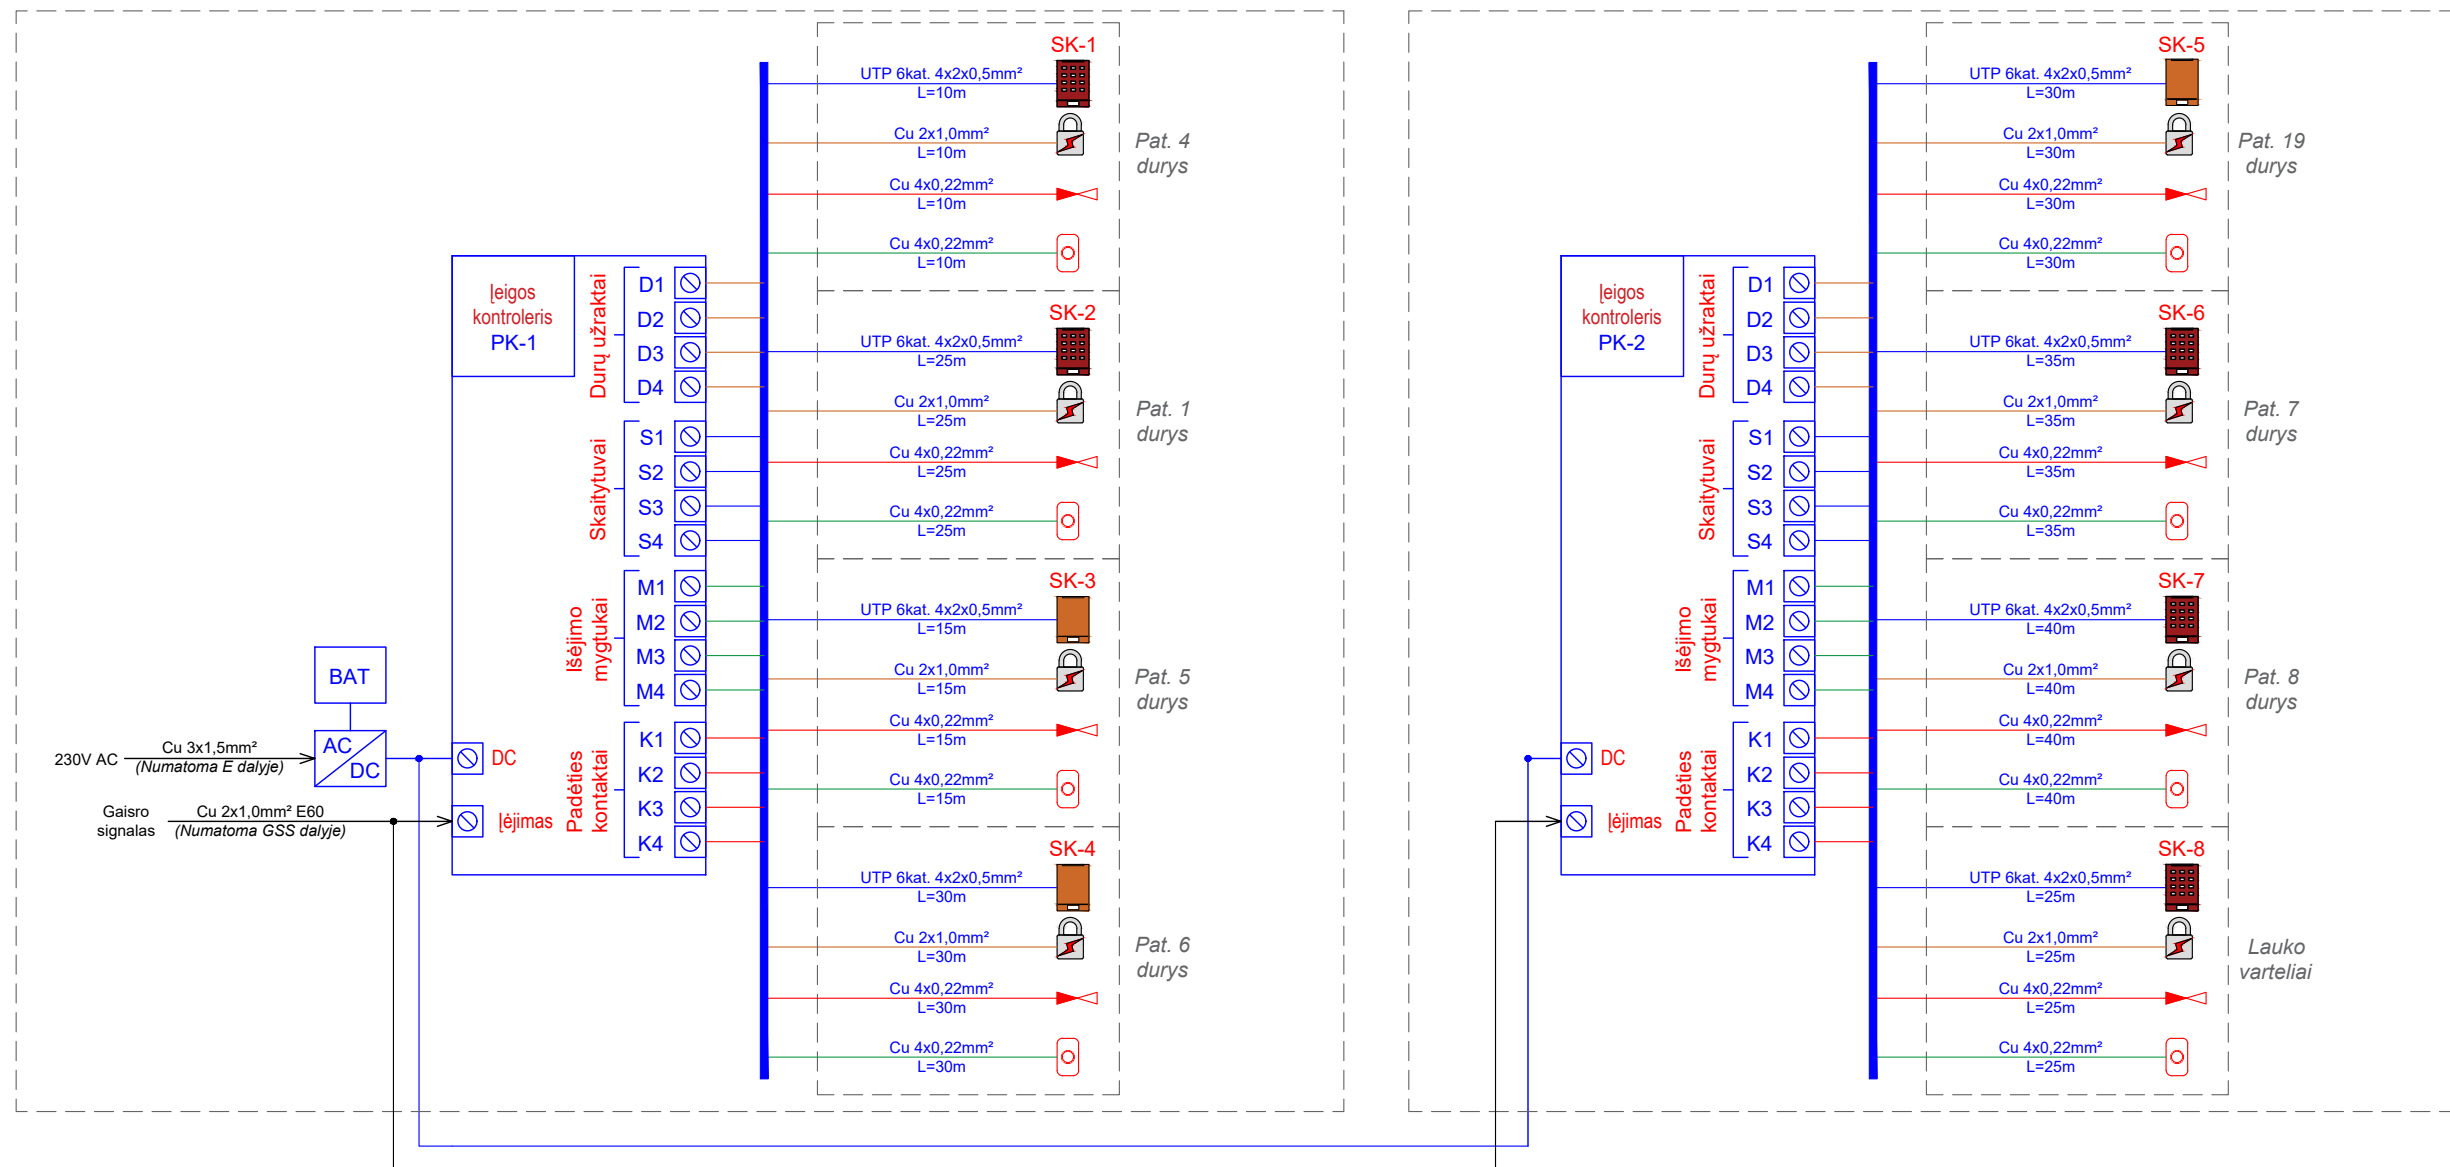 230V AC
Cu 3x1,5mm²
(Numatoma E dalyje)
BAT
AC
DC
Gaisro
signalas
Cu 2x1,0mm² E60
(Numatoma GSS dalyje)
Įeigos
kontroleris
PK-1
DC
Įėjimas
Durų užraktai
D1
D2
D3
D4
Skaitytuvai
S1
S2
S3
S4
Išėjimo
mygtukai
M1
M2
M3
M4
Padėties
kontaktai
K1
K2
K3
K4
SK-1
UTP 6kat. 4x2x0,5mm²
L=10m
Cu 2x1,0mm²
L=10m
Cu 4x0,22mm²
L=10m
Cu 4x0,22mm²
L=10m
Pat. 4
durys
SK-2
UTP 6kat. 4x2x0,5mm²
L=25m
Cu 2x1,0mm²
L=25m
Cu 4x0,22mm²
L=25m
Cu 4x0,22mm²
L=25m
Pat. 1
durys
SK-3
UTP 6kat. 4x2x0,5mm²
L=15m
Cu 2x1,0mm²
L=15m
Cu 4x0,22mm²
L=15m
Cu 4x0,22mm²
L=15m
Pat. 5
durys
SK-4
UTP 6kat. 4x2x0,5mm²
L=30m
Cu 2x1,0mm²
L=30m
Cu 4x0,22mm²
L=30m
Cu 4x0,22mm²
L=30m
Pat. 6
durys
Įeigos
kontroleris
PK-2
DC
Įėjimas
Durų užraktai
D1
D2
D3
D4
Skaitytuvai
S1
S2
S3
S4
Išėjimo
mygtukai
M1
M2
M3
M4
Padėties
kontaktai
K1
K2
K3
K4
SK-5
UTP 6kat. 4x2x0,5mm²
L=30m
Cu 2x1,0mm²
L=30m
Cu 4x0,22mm²
L=30m
Cu 4x0,22mm²
L=30m
Pat. 19
durys
SK-6
UTP 6kat. 4x2x0,5mm²
L=35m
Cu 2x1,0mm²
L=35m
Cu 4x0,22mm²
L=35m
Cu 4x0,22mm²
L=35m
Pat. 7
durys
SK-7
UTP 6kat. 4x2x0,5mm²
L=40m
Cu 2x1,0mm²
L=40m
Cu 4x0,22mm²
L=40m
Cu 4x0,22mm²
L=40m
Pat. 8
durys
SK-8
UTP 6kat. 4x2x0,5mm²
L=25m
Cu 2x1,0mm²
L=25m
Cu 4x0,22mm²
L=25m
Cu 4x0,22mm²
L=25m
Lauko
varteliai